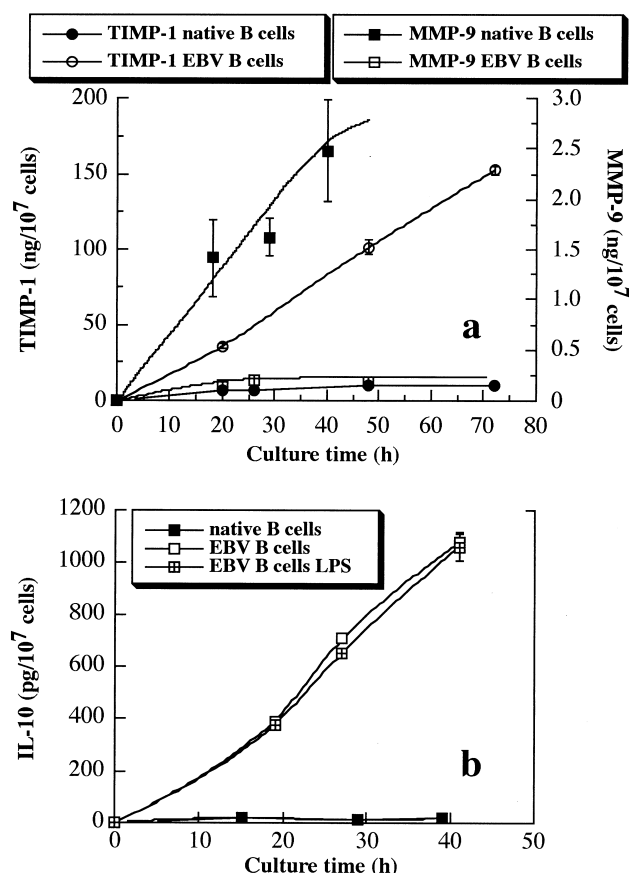 TIMP-1 native B cells
TIMP-1 EBV B cells
MMP-9 native B cells
MMP-9 EBV B cells
200
150
100
50
0
TIMP-1 (ng/10⁷ cells)
3.0
2.5
2.0
1.5
1.0
0.5
0
MMP-9 (ng/10⁷ cells)
a
0 10 20 30 40 50 60 70 80
Culture time (h)
1200
1000
800
600
400
200
0
IL-10 (pg/10⁷ cells)
native B cells
EBV B cells
EBV B cells LPS
b
0 10 20 30 40 50
Culture time (h)